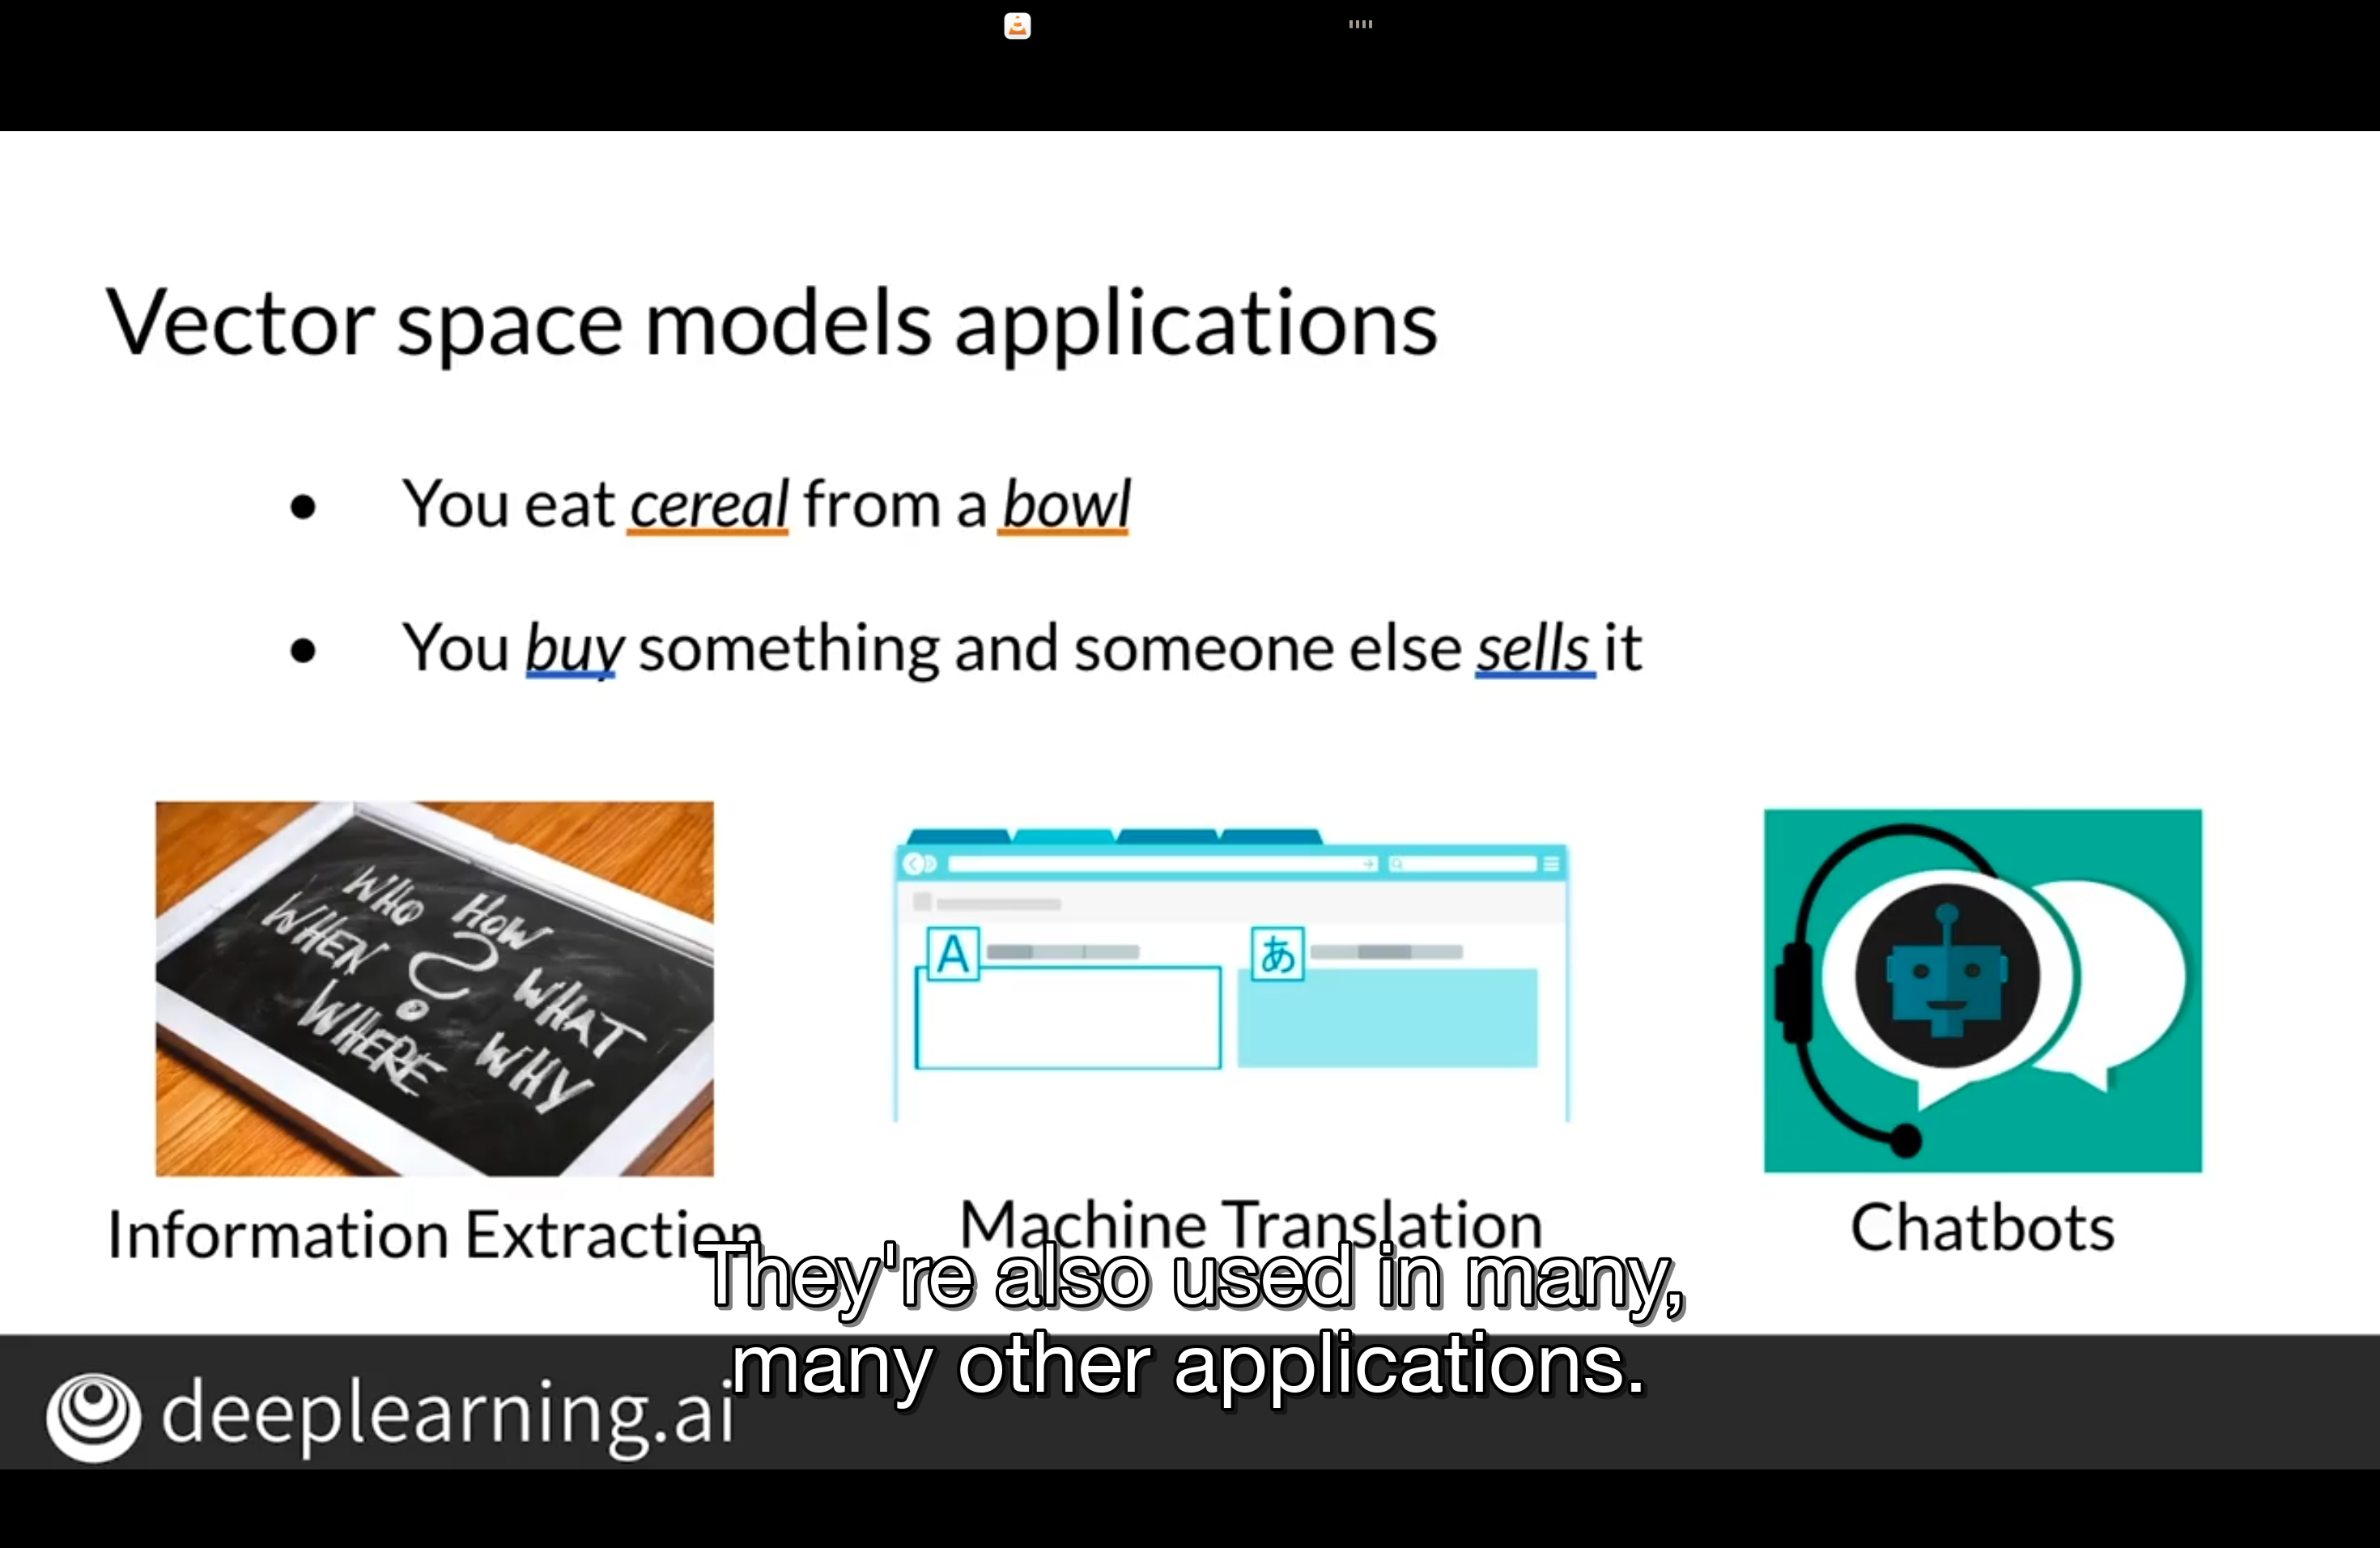 Vector space models applications
• You eat cereal from a bowl
• You buy something and someone else sells it
WHO HOW
WHEN ?
WHAT
WHERE WHY
A あ
Information Extraction
Machine Translation
Chatbots
They're also used in many,
many other applications.
deeplearning.ai